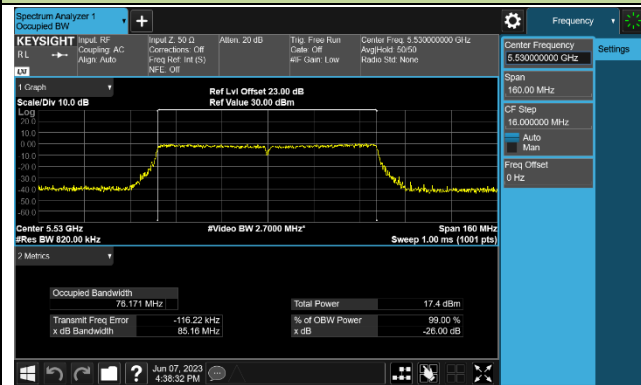 Spectrum Analyzer 1
Occupied BW
+
Frequency
KEYSIGHT
RL
LXI
Input: RF
Coupling: AC
Align: Auto
Input Z: 50 Ω
Corrections: Off
Freq Ref: Int (S)
NFE: Off
Atten: 20 dB
Trig: Free Run
Gate: Off
#IF Gain: Low
Center Freq: 5.530000000 GHz
Avg|Hold: 50/50
Radio Std: None
Center Frequency
5.530000000 GHz
Settings
Span
160.00 MHz
CF Step
16.000000 MHz
Auto
Man
Freq Offset
0 Hz
1 Graph
Scale/Div 10.0 dB
Ref Lvl Offset 23.00 dB
Ref Value 30.00 dBm
Log
20.0
10.0
0.00
-10.0
-20.0
-30.0
-40.0
-50.0
-60.0
Center 5.53 GHz
#Video BW 2.7000 MHz*
Span 160 MHz
#Res BW 820.00 kHz
Sweep 1.00 ms (1001 pts)
2 Metrics
Occupied Bandwidth
76.171 MHz
Total Power 17.4 dBm
Transmit Freq Error -116.22 kHz
% of OBW Power 99.00 %
x dB Bandwidth 85.16 MHz
x dB -26.00 dB
?
Jun 07, 2023
4:38:32 PM